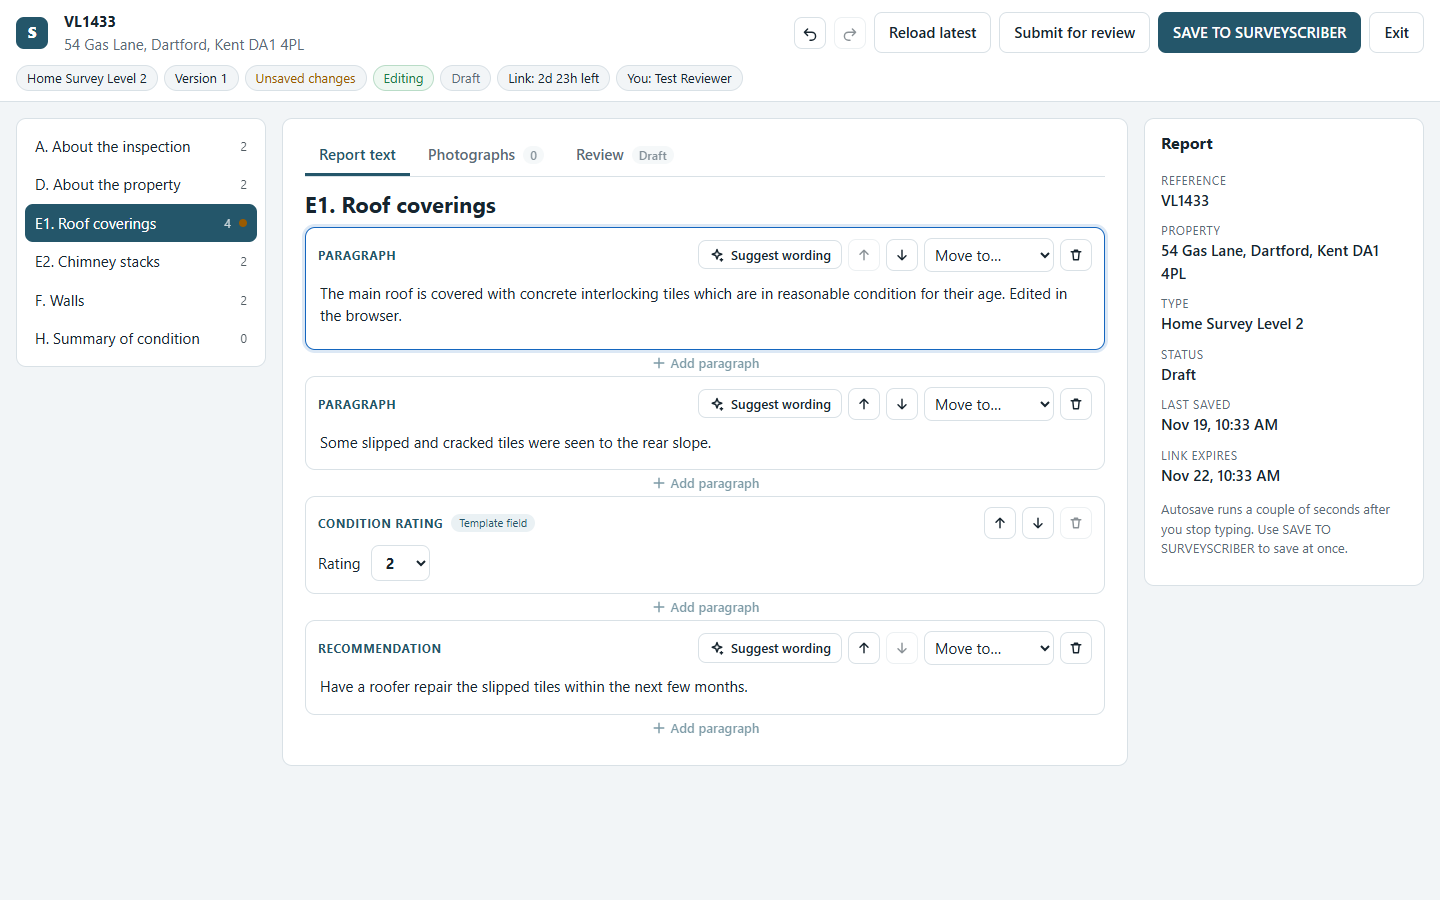 S
VL1433
54 Gas Lane, Dartford, Kent DA1 4PL
Reload latest
Submit for review
SAVE TO SURVEYSCRIBER
Exit
Home Survey Level 2
Version 1
Unsaved changes
Editing
Draft
Link: 2d 23h left
You: Test Reviewer
A. About the inspection 2
D. About the property 2
E1. Roof coverings 4
E2. Chimney stacks 2
F. Walls 2
H. Summary of condition 0
Report text
Photographs 0
Review Draft
E1. Roof coverings
PARAGRAPH
Suggest wording
Move to...
The main roof is covered with concrete interlocking tiles which are in reasonable condition for their age. Edited in
the browser.
+ Add paragraph
PARAGRAPH
Suggest wording
Move to...
Some slipped and cracked tiles were seen to the rear slope.
+ Add paragraph
CONDITION RATING
Template field
Rating 2
+ Add paragraph
RECOMMENDATION
Suggest wording
Move to...
Have a roofer repair the slipped tiles within the next few months.
+ Add paragraph
Report
REFERENCE
VL1433
PROPERTY
54 Gas Lane, Dartford, Kent DA1
4PL
TYPE
Home Survey Level 2
STATUS
Draft
LAST SAVED
Nov 19, 10:33 AM
LINK EXPIRES
Nov 22, 10:33 AM
Autosave runs a couple of seconds after
you stop typing. Use SAVE TO
SURVEYSCRIBER to save at once.